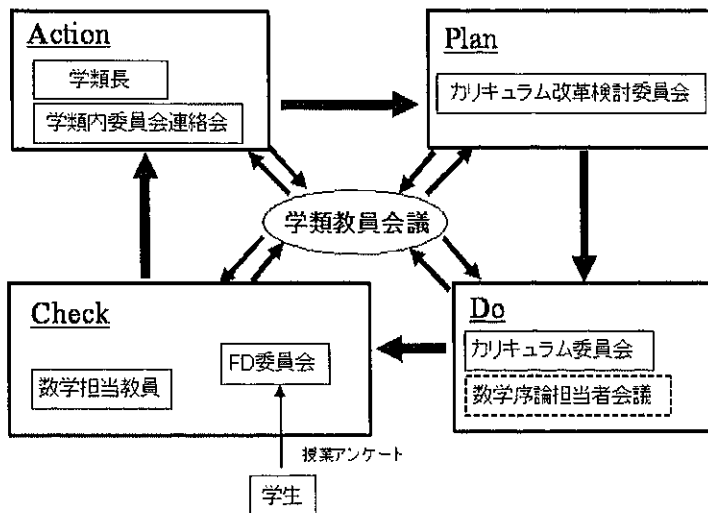 Action
学類長
学類内委員会連絡会
Plan
カリキュラム改革検討委員会
学類教員会議
Check
FD委員会
数学担当教員
Do
カリキュラム委員会
数学序論担当者会議
授業アンケート
学生